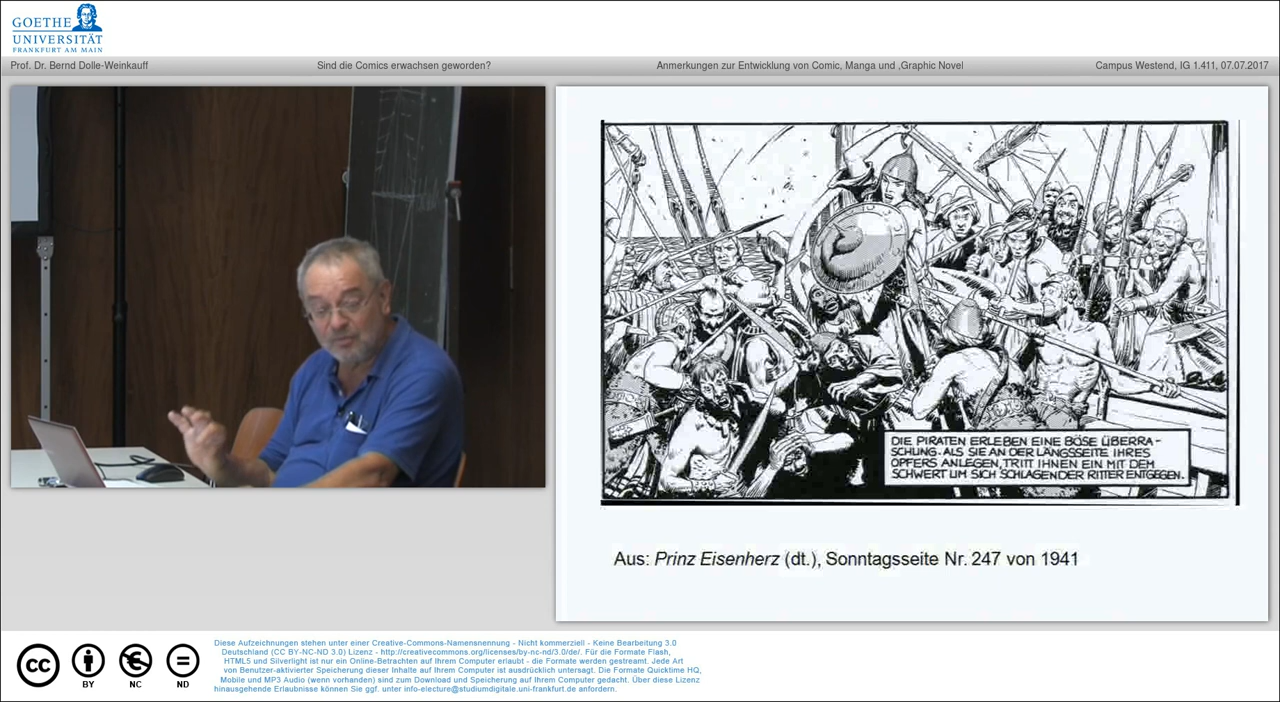 GOETHE
UNIVERSITÄT
FRANKFURT AM MAIN
Prof. Dr. Bernd Dolle-Weinkauff
Sind die Comics erwachsen geworden?
Anmerkungen zur Entwicklung von Comic, Manga und ‚Graphic Novel
Campus Westend, IG 1.411, 07.07.2017
DIE PIRATEN ERLEBEN EINE BÖSE ÜBERRA-
SCHUNG. ALS SIE AN DER LÄNGSSEITE IHRES
OPFERS ANLEGEN, TRITT IHNEN EIN MIT DEM
SCHWERT UM SICH SCHLAGENDER RITTER ENTGEGEN.
Aus: Prinz Eisenherz (dt.), Sonntagsseite Nr. 247 von 1941
cc
BY
NC
ND
Diese Aufzeichnungen stehen unter einer Creative-Commons-Namensnennung - Nicht kommerziell - Keine Bearbeitung 3.0
Deutschland (CC BY-NC-ND 3.0) Lizenz - http://creativecommons.org/licenses/by-nc-nd/3.0/de/. Für die Formate Flash,
HTML5 und Silverlight ist nur ein Online-Betrachten auf Ihrem Computer erlaubt - die Formate werden gestreamt. Jede Art
von Benutzer-aktivierter Speicherung dieser Inhalte auf Ihrem Computer ist ausdrücklich untersagt. Die Formate Quicktime HQ,
Mobile und MP3 Audio (wenn vorhanden) sind zum Download und Speicherung auf Ihrem Computer gedacht. Über diese Lizenz
hinausgehende Erlaubnisse können Sie ggf. unter info-electure@studiumdigitale.uni-frankfurt.de anfordern.